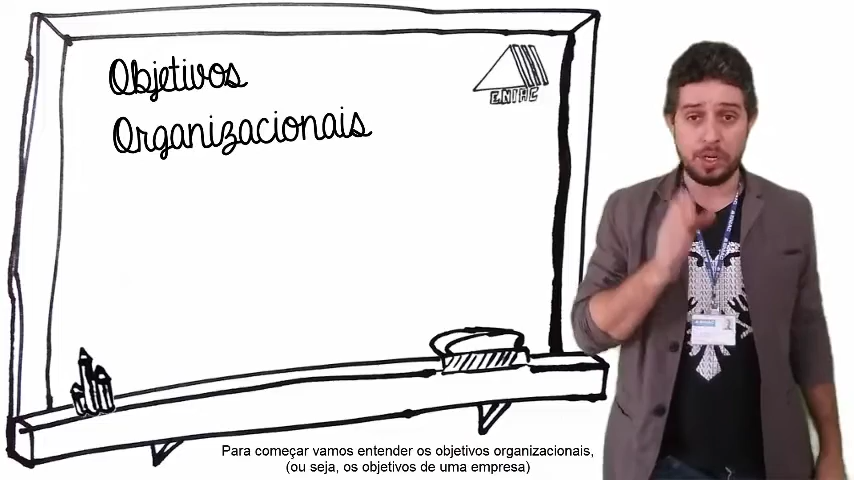 Objetivos
Organizacionais
ENIAC
Para começar vamos entender os objetivos organizacionais,
(ou seja, os objetivos de uma empresa)